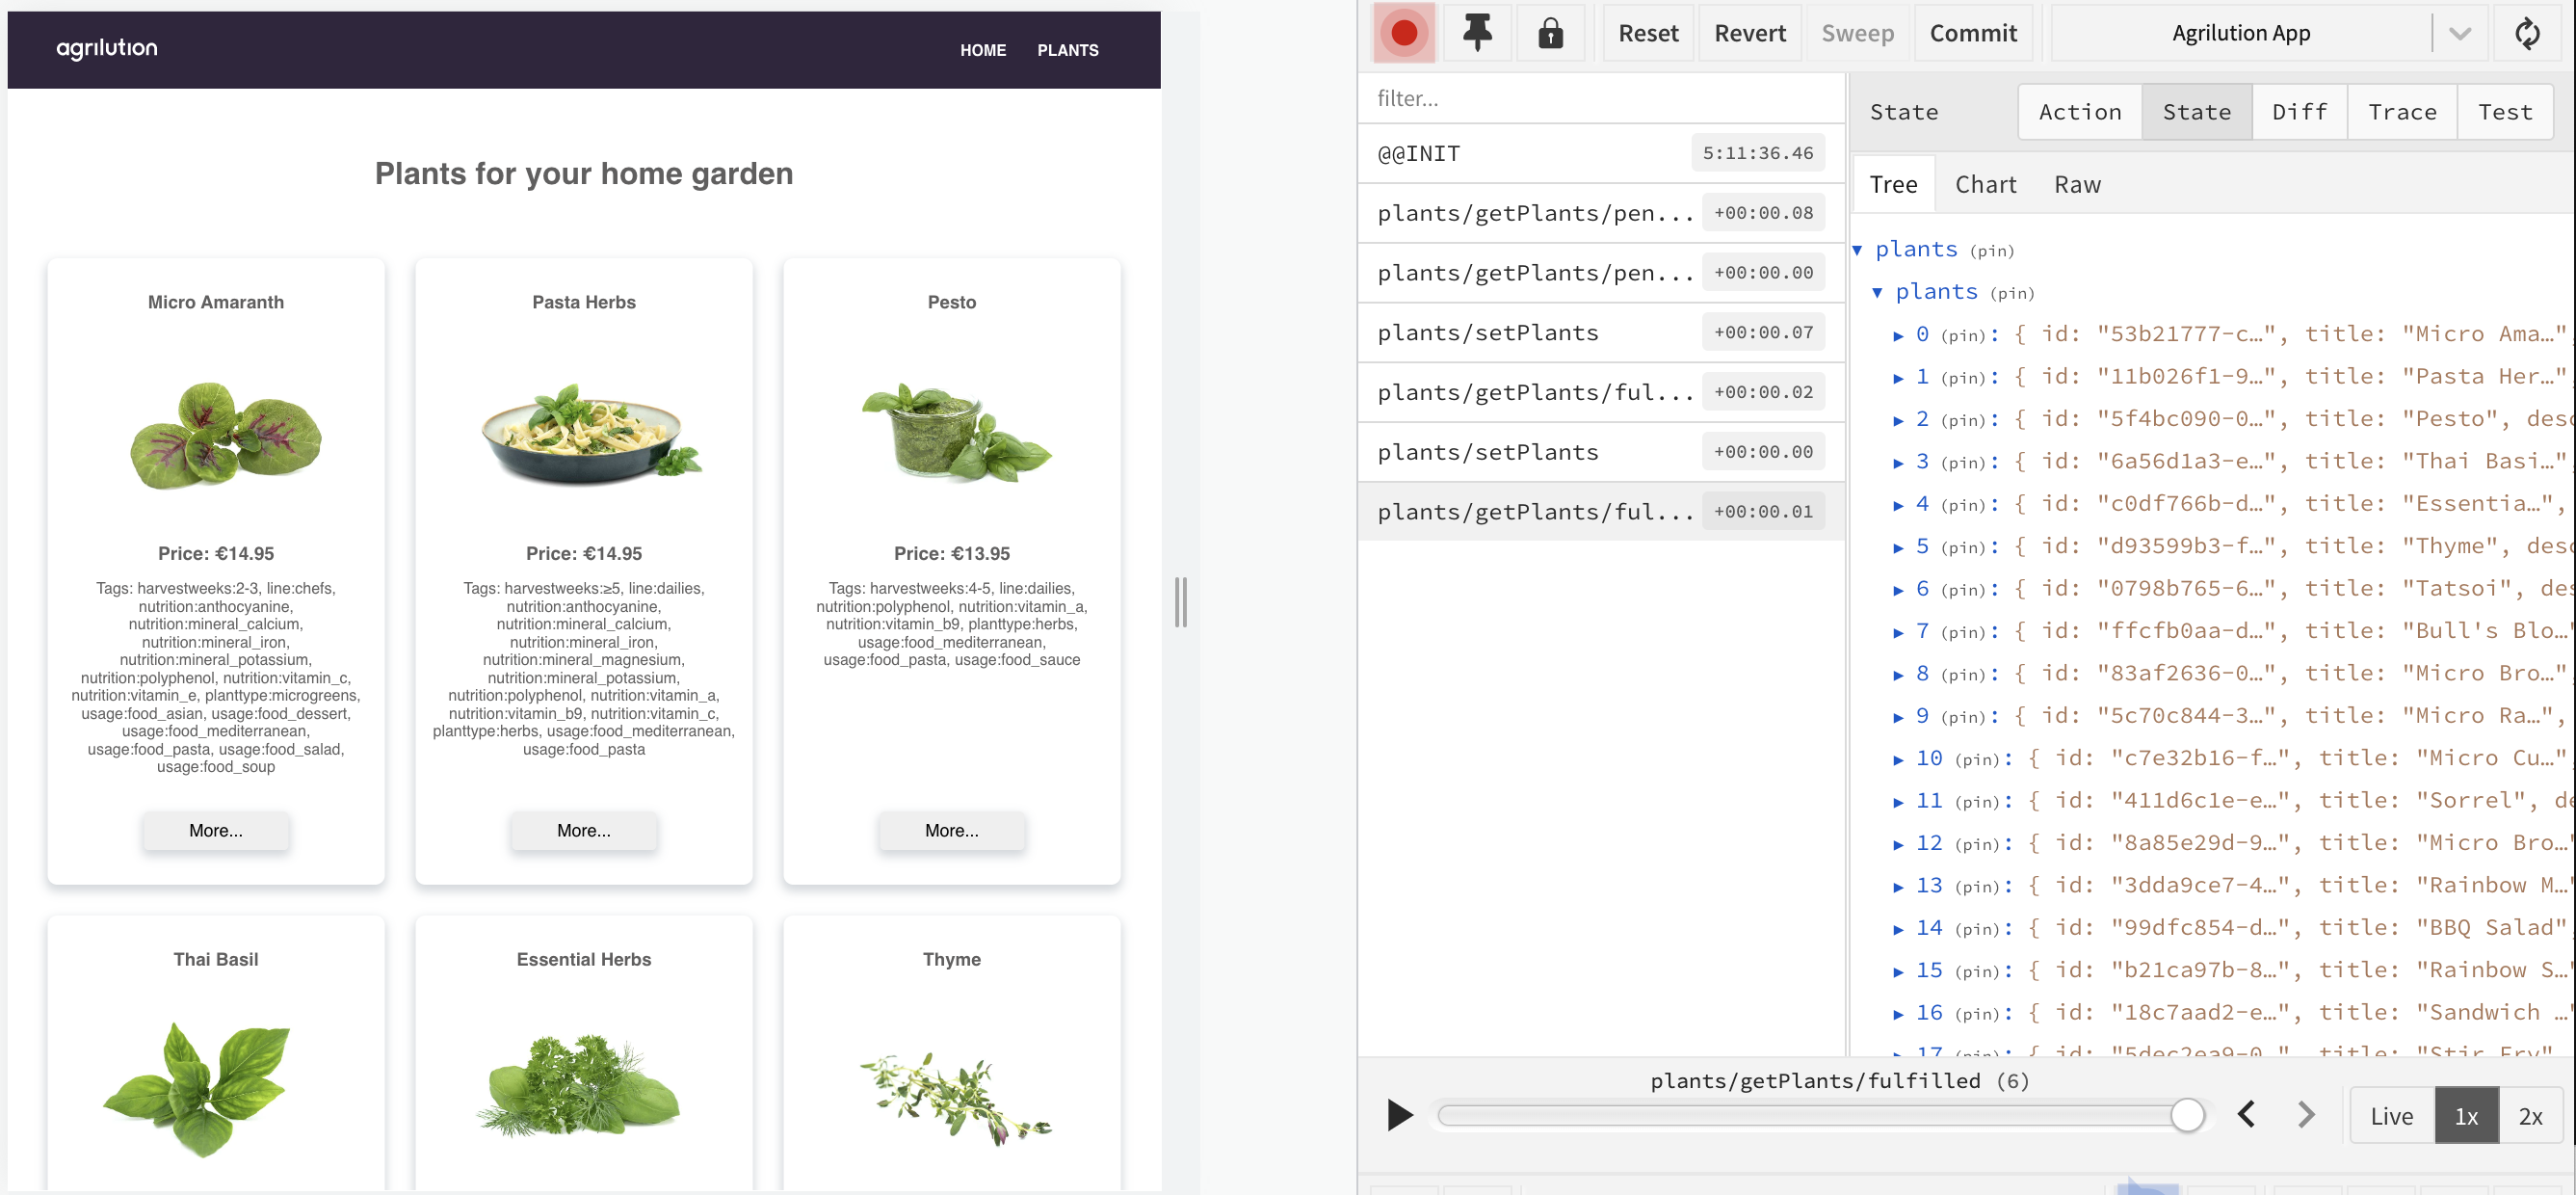 agrilution
HOME PLANTS
Plants for your home garden
Micro Amaranth
Price: €14.95
Tags: harvestweeks:2-3, line:chefs,
nutrition:anthocyanine,
nutrition:mineral_calcium,
nutrition:mineral_iron,
nutrition:mineral_potassium,
nutrition:polyphenol, nutrition:vitamin_c,
nutrition:vitamin_e, planttype:microgreens,
usage:food_asian, usage:food_dessert,
usage:food_mediterranean,
usage:food_pasta, usage:food_salad,
usage:food_soup
More...
Pasta Herbs
Price: €14.95
Tags: harvestweeks:≥5, line:dailies,
nutrition:anthocyanine,
nutrition:mineral_calcium,
nutrition:mineral_iron,
nutrition:mineral_magnesium,
nutrition:mineral_potassium,
nutrition:polyphenol, nutrition:vitamin_a,
nutrition:vitamin_b9, nutrition:vitamin_c,
planttype:herbs, usage:food_mediterranean,
usage:food_pasta
More...
Pesto
Price: €13.95
Tags: harvestweeks:4-5, line:dailies,
nutrition:polyphenol, nutrition:vitamin_a,
nutrition:vitamin_b9, planttype:herbs,
usage:food_mediterranean,
usage:food_pasta, usage:food_sauce
More...
Thai Basil
Essential Herbs
Thyme
Reset Revert Sweep Commit Agrilution App
filter...
@@INIT 5:11:36.46
plants/getPlants/pen... +00:00.08
plants/getPlants/pen... +00:00.00
plants/setPlants +00:00.07
plants/getPlants/ful... +00:00.02
plants/setPlants +00:00.00
plants/getPlants/ful... +00:00.01
State Action State Diff Trace Test
Tree Chart Raw
plants (pin)
plants (pin)
0 (pin): { id: "53b21777-c…", title: "Micro Ama…"
1 (pin): { id: "11b026f1-9…", title: "Pasta Her…"
2 (pin): { id: "5f4bc090-0…", title: "Pesto", desc
3 (pin): { id: "6a56d1a3-e…", title: "Thai Basi…"
4 (pin): { id: "c0df766b-d…", title: "Essentia…",
5 (pin): { id: "d93599b3-f…", title: "Thyme", desc
6 (pin): { id: "0798b765-6…", title: "Tatsoi", des
7 (pin): { id: "ffcfb0aa-d…", title: "Bull's Blo…"
8 (pin): { id: "83af2636-0…", title: "Micro Bro…"
9 (pin): { id: "5c70c844-3…", title: "Micro Ra…",
10 (pin): { id: "c7e32b16-f…", title: "Micro Cu…"
11 (pin): { id: "411d6c1e-e…", title: "Sorrel", de
12 (pin): { id: "8a85e29d-9…", title: "Micro Bro…"
13 (pin): { id: "3dda9ce7-4…", title: "Rainbow M…"
14 (pin): { id: "99dfc854-d…", title: "BBQ Salad"
15 (pin): { id: "b21ca97b-8…", title: "Rainbow S…"
16 (pin): { id: "18c7aad2-e…", title: "Sandwich …"
17 (pin): { id: "5dec2ea9-0…", title: "Stir Fry"
plants/getPlants/fulfilled (6)
Live 1x 2x